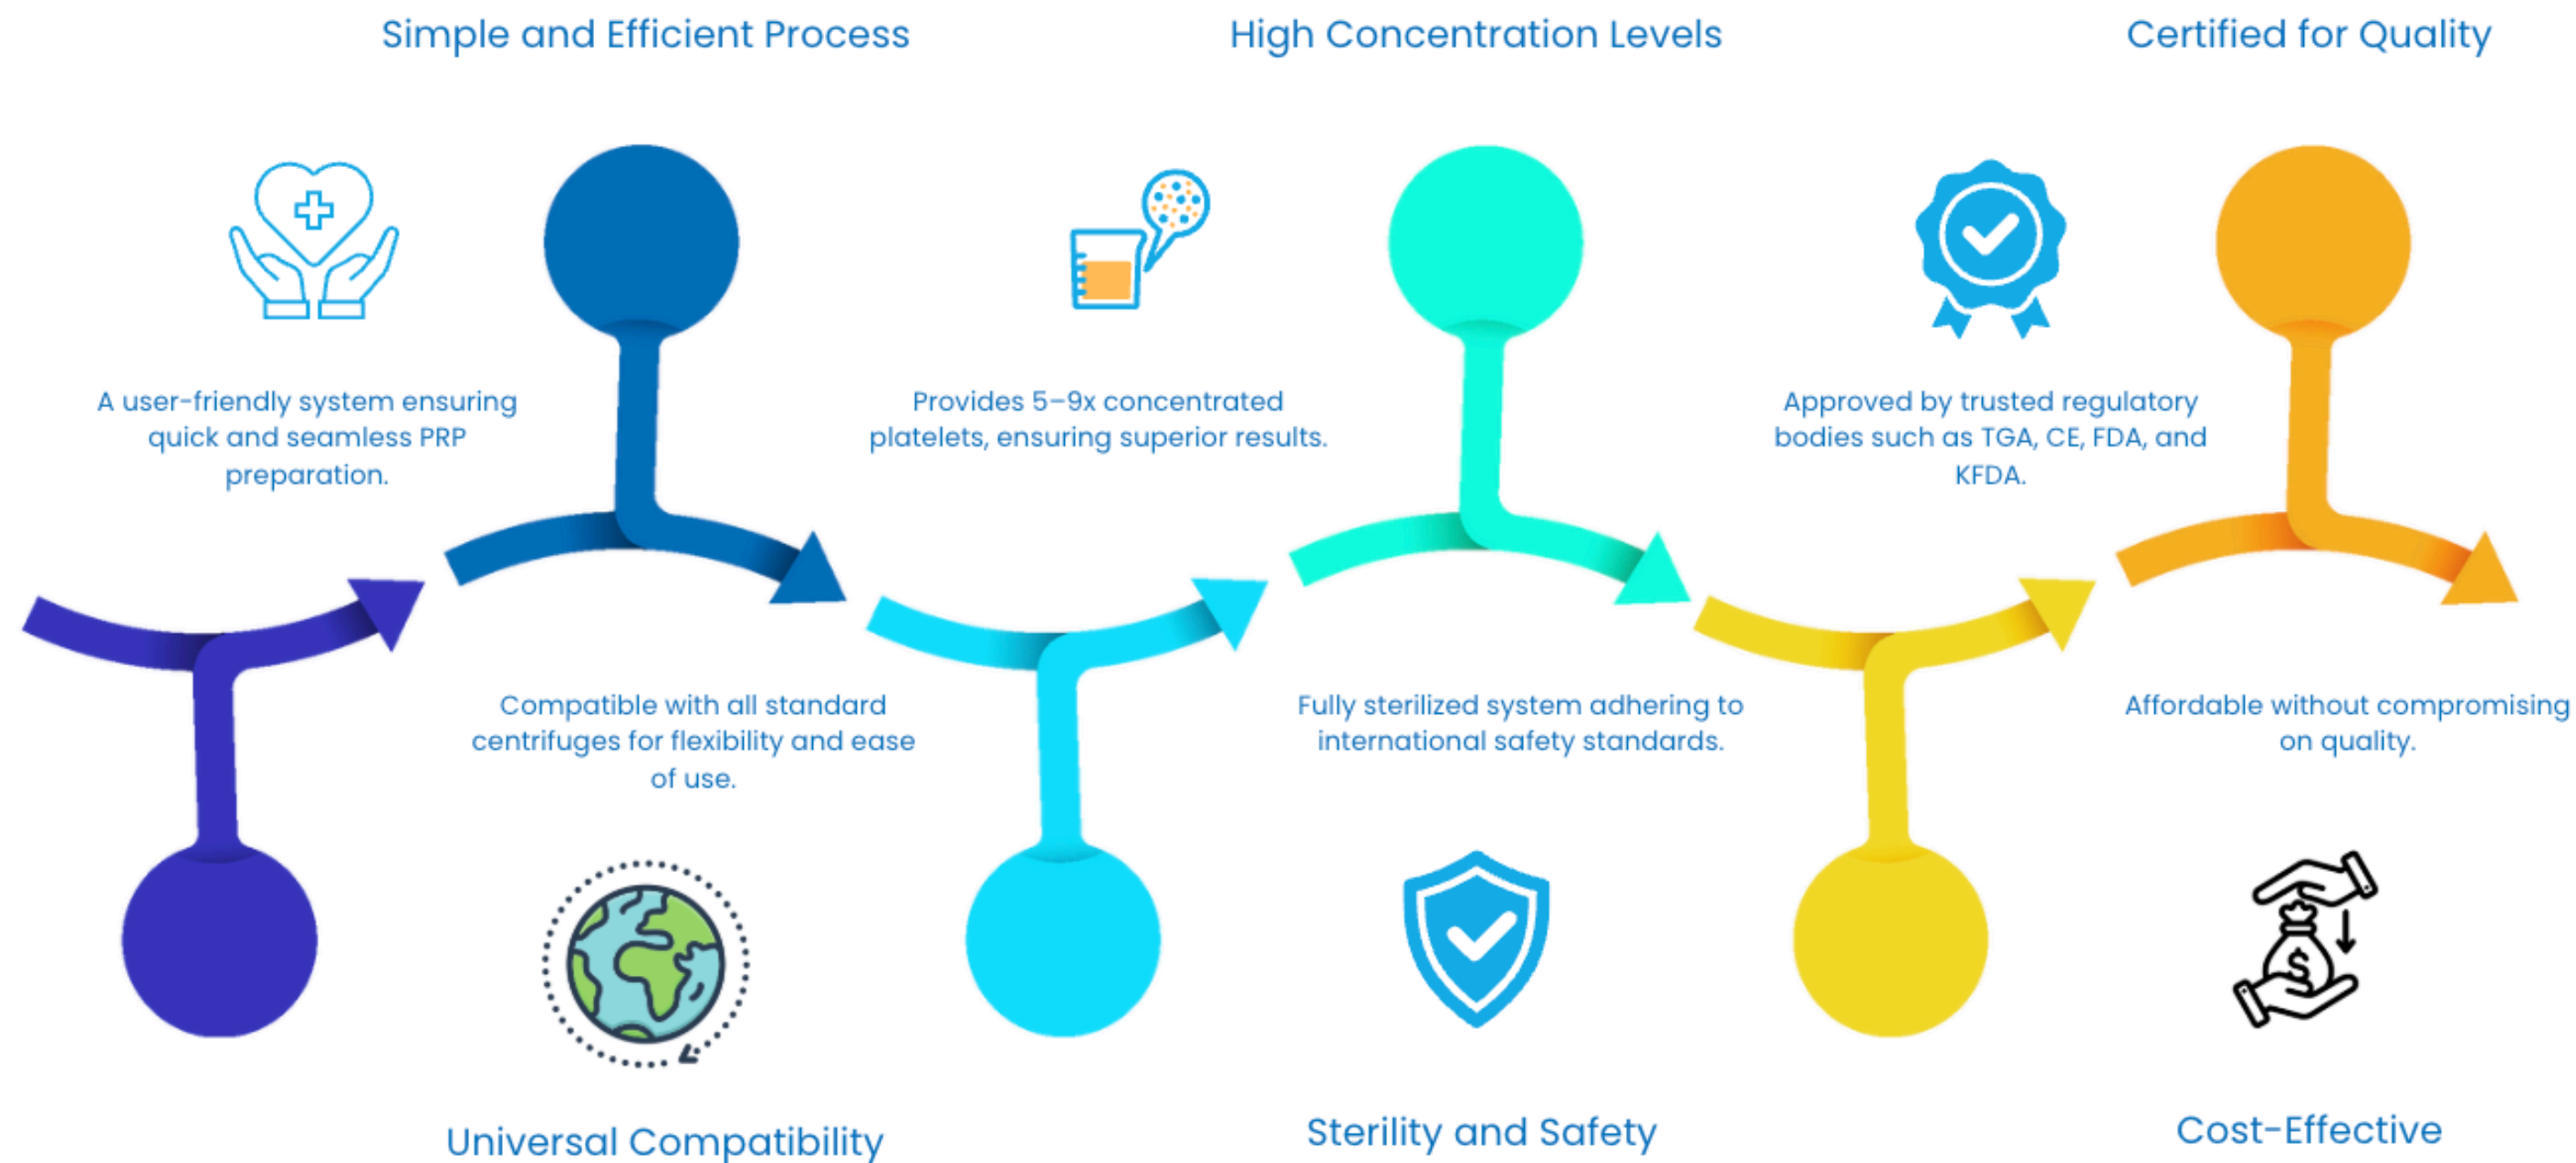 Simple and Efficient Process
High Concentration Levels
Certified for Quality
A user-friendly system ensuring
quick and seamless PRP
preparation.
Provides 5-9x concentrated
platelets, ensuring superior results.
Approved by trusted regulatory
bodies such as TGA, CE, FDA, and
KFDA.
Compatible with all standard
centrifuges for flexibility and ease
of use.
Fully sterilized system adhering to
international safety standards.
Affordable without compromising
on quality.
$
Universal Compatibility
Sterility and Safety
Cost-Effective